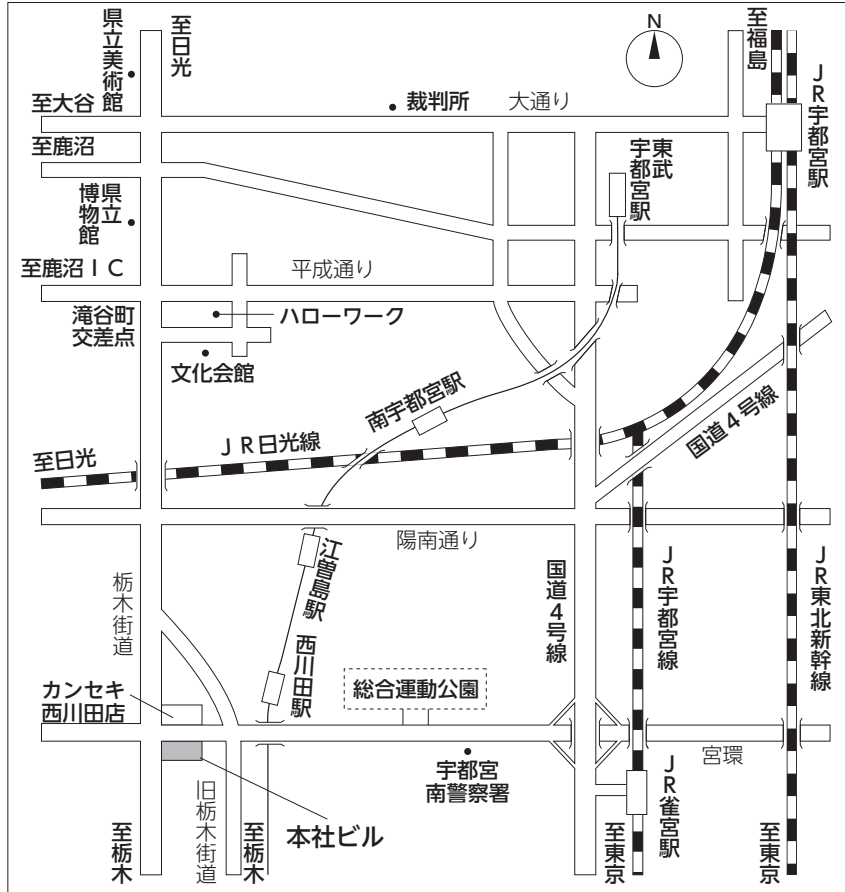 県立美術館
至日光
N
至福島
JR宇都宮駅
至大谷
裁判所
大通り
至鹿沼
東武
宇都宮駅
県立
博物館
至鹿沼IC
平成通り
滝谷町
交差点
ハローワーク
文化会館
南宇都宮駅
国道4号線
JR日光線
至日光
陽南通り
江曽島駅
栃木街道
国道4号線
JR宇都宮線
JR東北新幹線
西川田駅
カンセキ
西川田店
総合運動公園
宮環
宇都宮
南警察署
JR雀宮駅
本社ビル
至栃木
旧栃木街道
至栃木
至東京
至東京